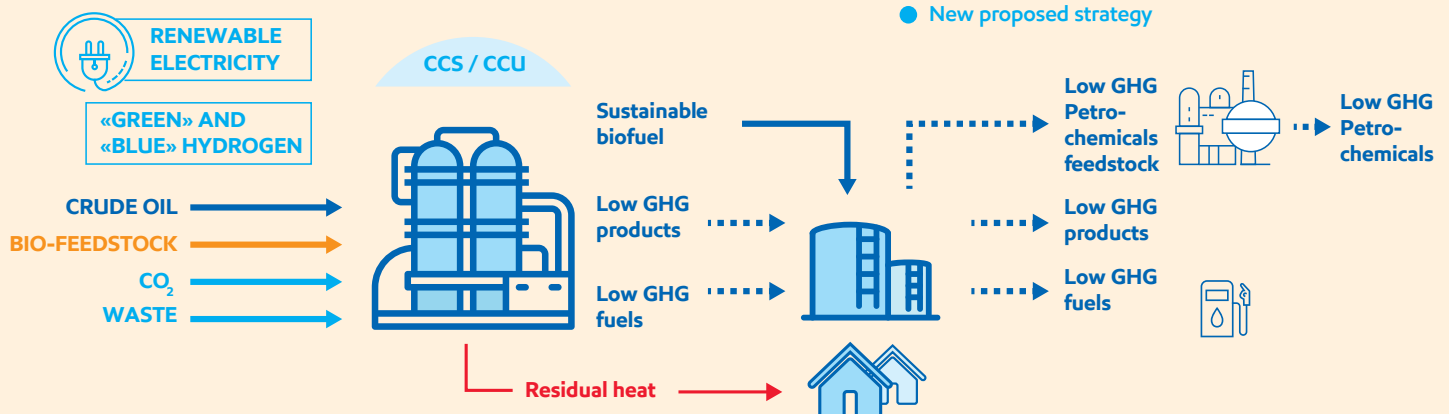 New proposed strategy
RENEWABLE
ELECTRICITY
«GREEN» AND
«BLUE» HYDROGEN
CCS / CCU
CRUDE OIL
BIO-FEEDSTOCK
CO₂
WASTE
Sustainable
biofuel
Low GHG
products
Low GHG
fuels
Residual heat
Low GHG
Petro-
chemicals
feedstock
Low GHG
Petro-
chemicals
Low GHG
products
Low GHG
fuels